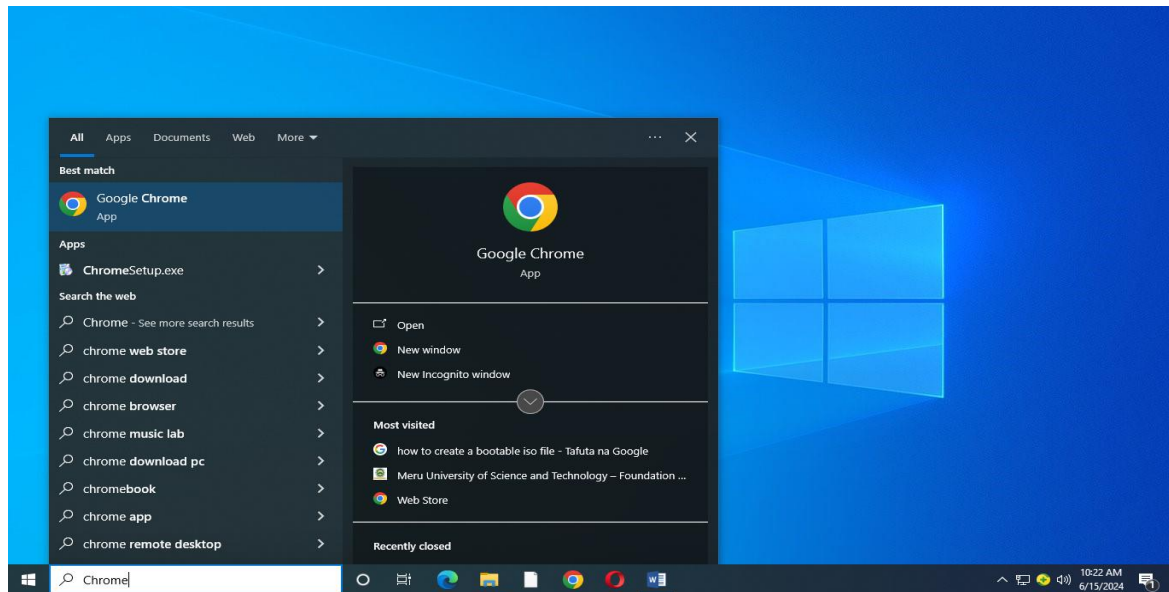 All Apps Documents Web More
Best match
Google Chrome
App
Apps
ChromeSetup.exe
Search the web
Chrome - See more search results
chrome web store
chrome download
chrome browser
chrome music lab
chrome download pc
chromebook
chrome app
chrome remote desktop
Google Chrome
App
Open
New window
New Incognito window
Most visited
how to create a bootable iso file - Tafuta na Google
Meru University of Science and Technology – Foundation ...
Web Store
Recently closed
Chrome
10:22 AM
6/15/2024
1